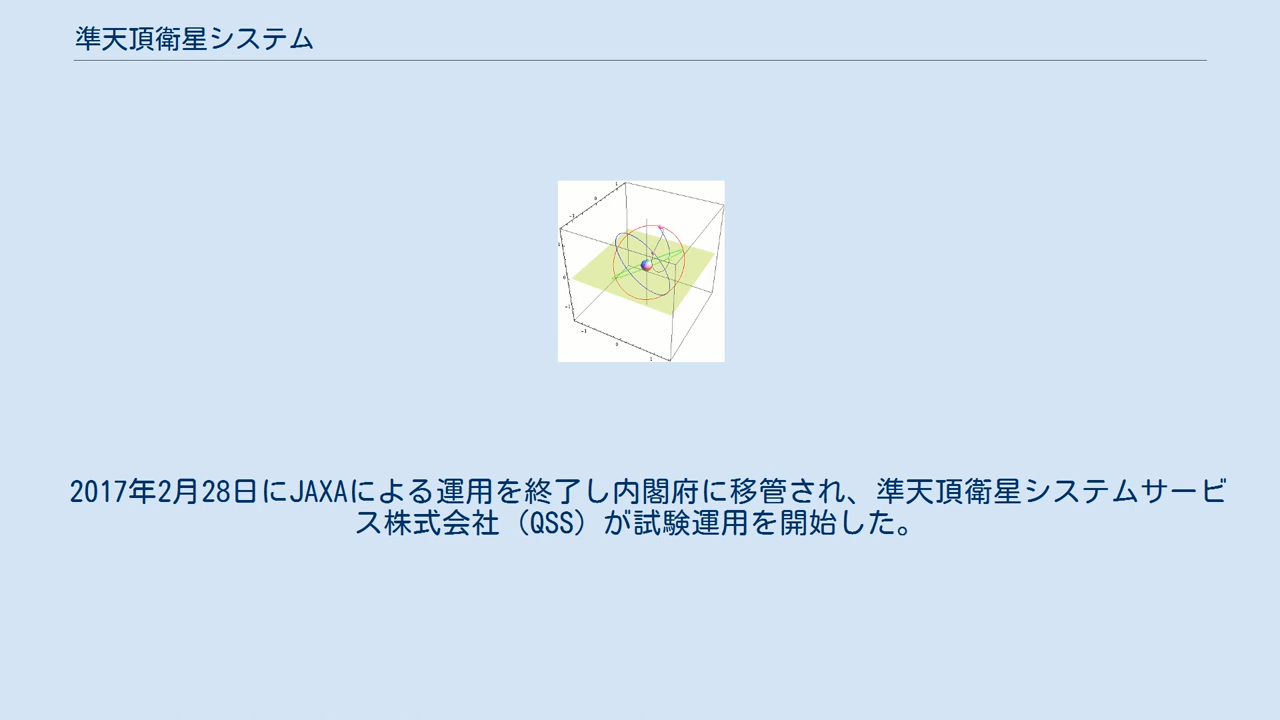 準天頂衛星システム
2017年2月28日にJAXAによる運用を終了し内閣府に移管され、準天頂衛星システムサービ
ス株式会社（QSS）が試験運用を開始した。